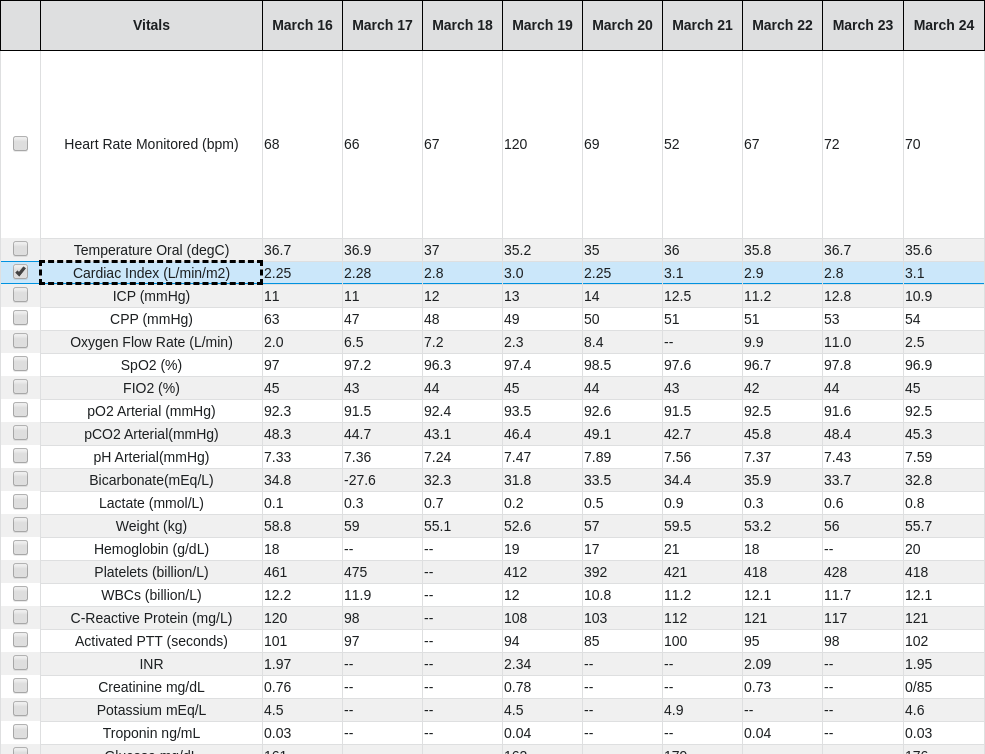 Vitals March 16 March 17 March 18 March 19 March 20 March 21 March 22 March 23 March 24
Heart Rate Monitored (bpm) 68 66 67 120 69 52 67 72 70
Temperature Oral (degC) 36.7 36.9 37 35.2 35 36 35.8 36.7 35.6
Cardiac Index (L/min/m2) 2.25 2.28 2.8 3.0 2.25 3.1 2.9 2.8 3.1
ICP (mmHg) 11 11 12 13 14 12.5 11.2 12.8 10.9
CPP (mmHg) 63 47 48 49 50 51 51 53 54
Oxygen Flow Rate (L/min) 2.0 6.5 7.2 2.3 8.4 -- 9.9 11.0 2.5
SpO2 (%) 97 97.2 96.3 97.4 98.5 97.6 96.7 97.8 96.9
FIO2 (%) 45 43 44 45 44 43 42 44 45
pO2 Arterial (mmHg) 92.3 91.5 92.4 93.5 92.6 91.5 92.5 91.6 92.5
pCO2 Arterial(mmHg) 48.3 44.7 43.1 46.4 49.1 42.7 45.8 48.4 45.3
pH Arterial(mmHg) 7.33 7.36 7.24 7.47 7.89 7.56 7.37 7.43 7.59
Bicarbonate(mEq/L) 34.8 -27.6 32.3 31.8 33.5 34.4 35.9 33.7 32.8
Lactate (mmol/L) 0.1 0.3 0.7 0.2 0.5 0.9 0.3 0.6 0.8
Weight (kg) 58.8 59 55.1 52.6 57 59.5 53.2 56 55.7
Hemoglobin (g/dL) 18 -- -- 19 17 21 18 -- 20
Platelets (billion/L) 461 475 -- 412 392 421 418 428 418
WBCs (billion/L) 12.2 11.9 -- 12 10.8 11.2 12.1 11.7 12.1
C-Reactive Protein (mg/L) 120 98 -- 108 103 112 121 117 121
Activated PTT (seconds) 101 97 -- 94 85 100 95 98 102
INR 1.97 -- -- 2.34 -- -- 2.09 -- 1.95
Creatinine mg/dL 0.76 -- -- 0.78 -- -- 0.73 -- 0/85
Potassium mEq/L 4.5 -- -- 4.5 -- 4.9 -- -- 4.6
Troponin ng/mL 0.03 -- -- 0.04 -- -- 0.04 -- 0.03